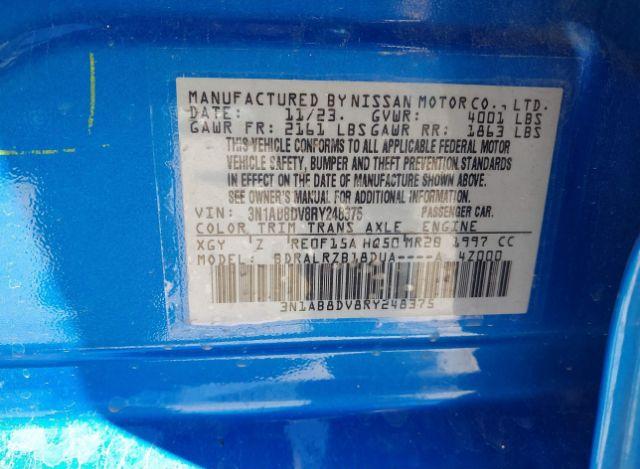 MANUFACTURED BY NISSAN MOTOR CO., LTD.
DATE: 11/23. GVWR: 4001 LBS
GAWR FR: 2161 LBS GAWR RR: 1863 LBS
THIS VEHICLE CONFORMS TO ALL APPLICABLE FEDERAL MOTOR
VEHICLE SAFETY, BUMPER AND THEFT PREVENTION STANDARDS
IN EFFECT ON THE DATE OF MANUFACTURE SHOWN ABOVE.
SEE OWNER'S MANUAL FOR ADDITIONAL INFORMATION.
VIN: 3N1AB8DV8RY248375 PASSENGER CAR.
COLOR TRIM TRANS AXLE ENGINE
XGY Z RE0F15A HQ50 MR20 1997 CC
MODEL: BDRALRZB18DUA----A 4Z000
3N1AB8DV8RY248375